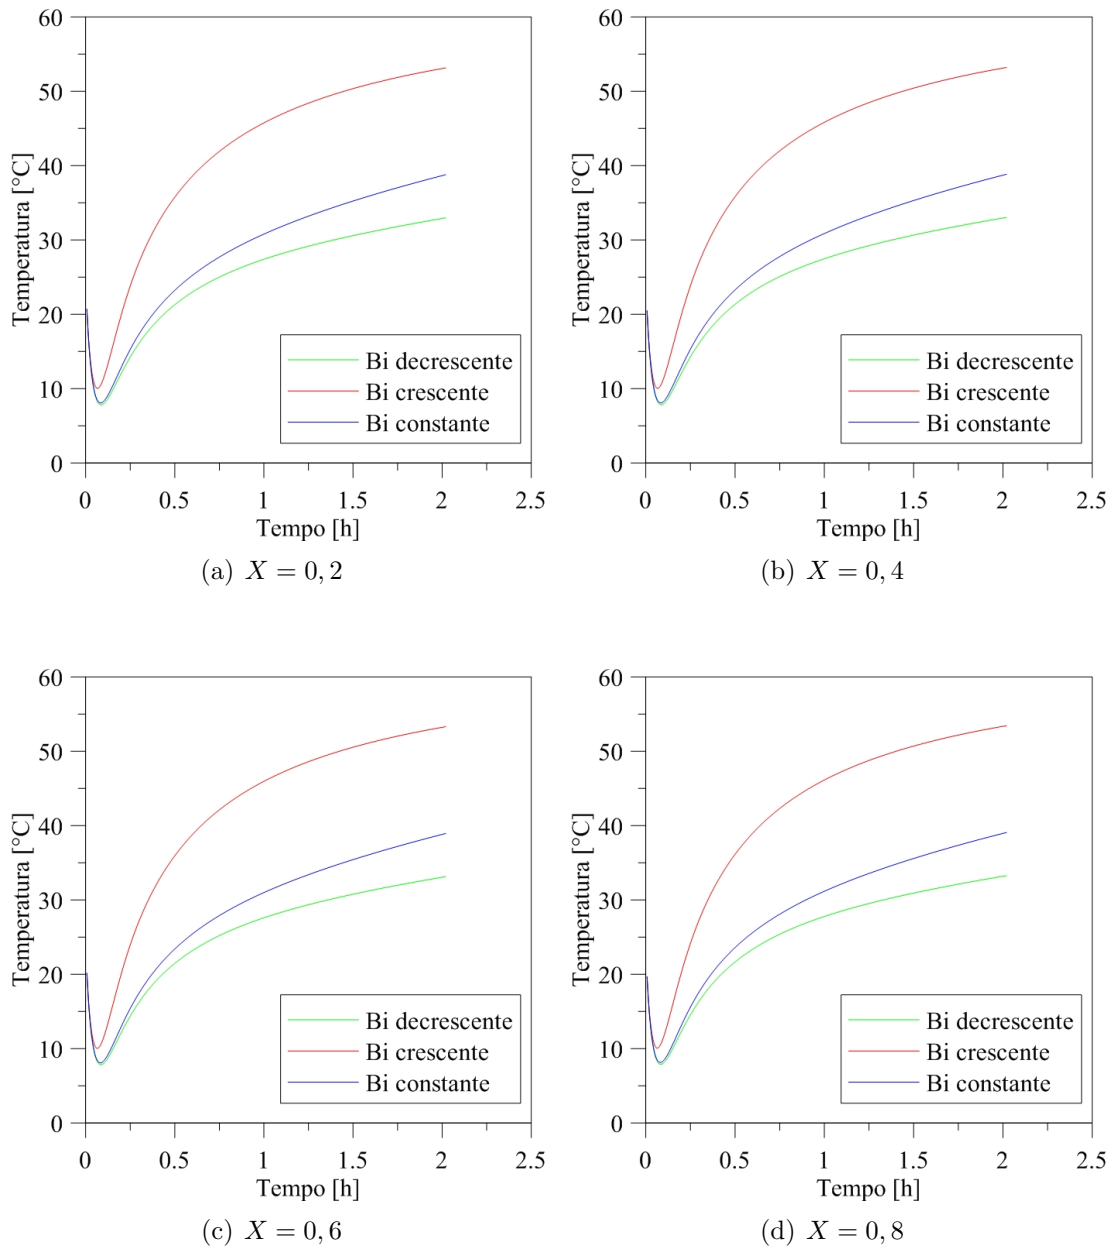 60
50
40
30
20
10
0
Temperatura [°C]
Bi decrescente
Bi crescente
Bi constante
0 0.5 1 1.5 2 2.5
Tempo [h]
(a) X = 0, 2
60
50
40
30
20
10
0
Temperatura [°C]
Bi decrescente
Bi crescente
Bi constante
0 0.5 1 1.5 2 2.5
Tempo [h]
(b) X = 0, 4
60
50
40
30
20
10
0
Temperatura [°C]
Bi decrescente
Bi crescente
Bi constante
0 0.5 1 1.5 2 2.5
Tempo [h]
(c) X = 0, 6
60
50
40
30
20
10
0
Temperatura [°C]
Bi decrescente
Bi crescente
Bi constante
0 0.5 1 1.5 2 2.5
Tempo [h]
(d) X = 0, 8